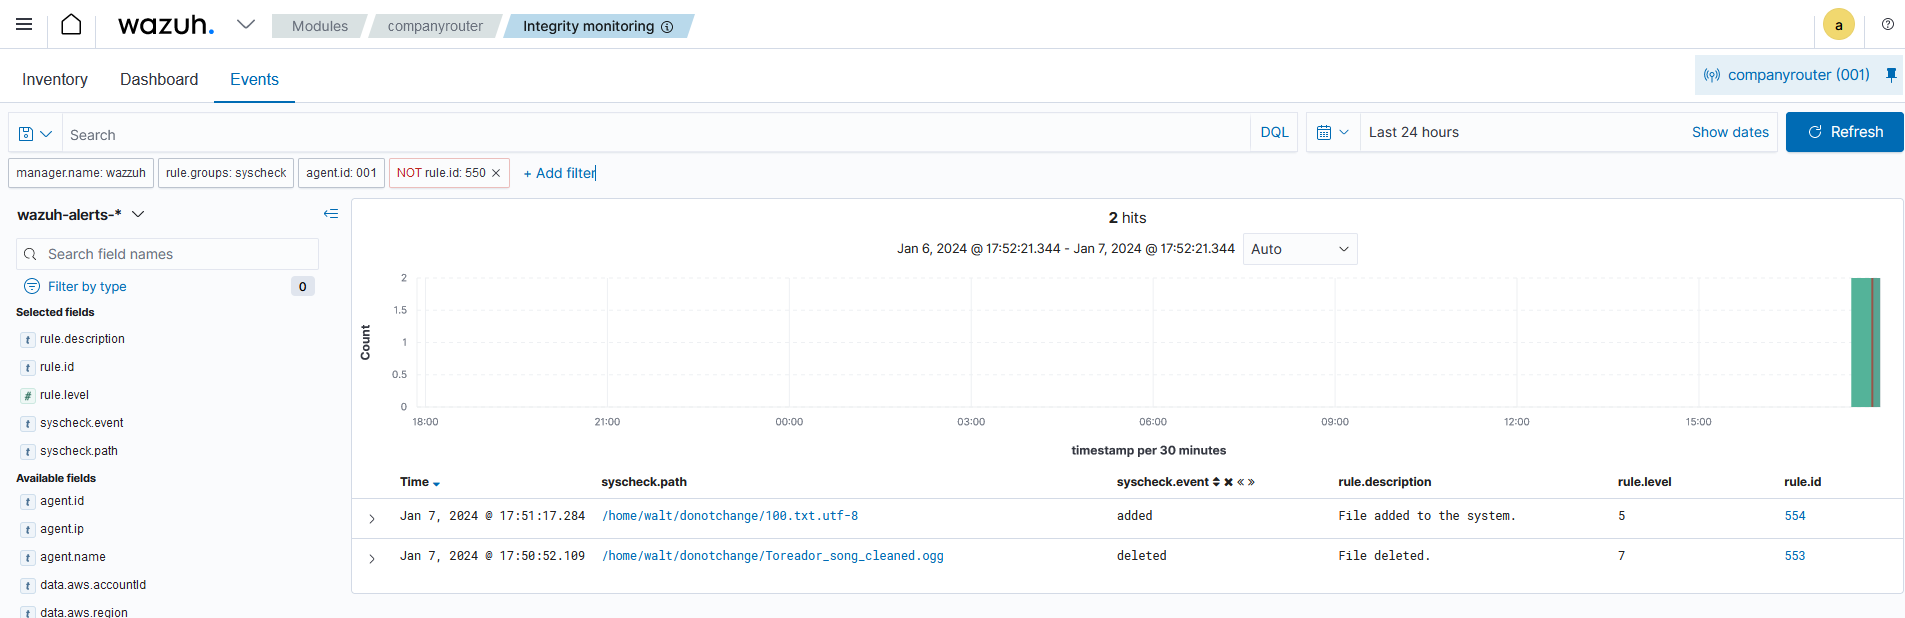 wazuh.
Modules
companyrouter
Integrity monitoring
a
Inventory
Dashboard
Events
companyrouter (001)
Search
DQL
Last 24 hours
Show dates
Refresh
manager.name: wazzuh
rule.groups: syscheck
agent.id: 001
NOT rule.id: 550 ×
+ Add filter
wazuh-alerts-*
Search field names
Filter by type
0
Selected fields
t rule.description
t rule.id
# rule.level
t syscheck.event
t syscheck.path
Available fields
t agent.id
t agent.ip
t agent.name
t data.aws.accountId
t data.aws.region
2 hits
Jan 6, 2024 @ 17:52:21.344 - Jan 7, 2024 @ 17:52:21.344
Auto
Count
2
1.5
1
0.5
0
18:00
21:00
00:00
03:00
06:00
09:00
12:00
15:00
timestamp per 30 minutes
Time syscheck.path syscheck.event rule.description rule.level rule.id
Jan 7, 2024 @ 17:51:17.284 /home/walt/donotchange/100.txt.utf-8 added File added to the system. 5 554
Jan 7, 2024 @ 17:50:52.109 /home/walt/donotchange/Toreador_song_cleaned.ogg deleted File deleted. 7 553